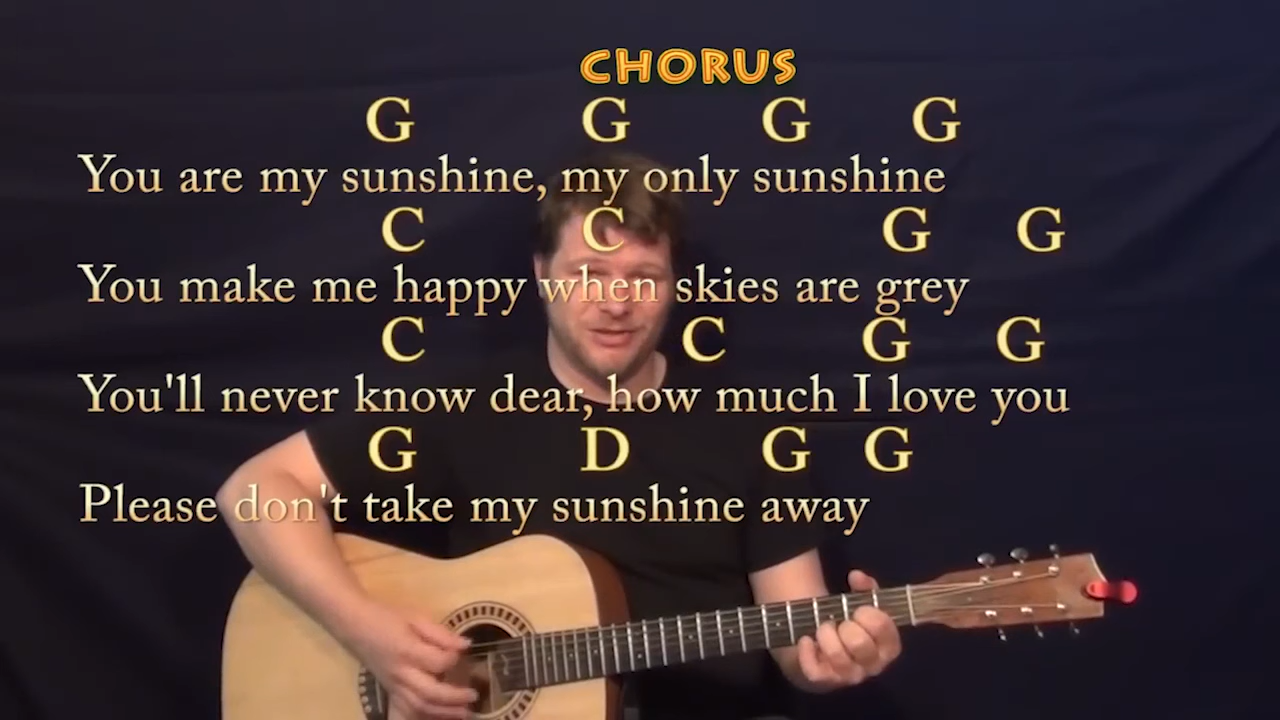 CHORUS
G G G G
You are my sunshine, my only sunshine
C C G G
You make me happy when skies are grey
C C G G
You'll never know dear, how much I love you
G D G G
Please don't take my sunshine away